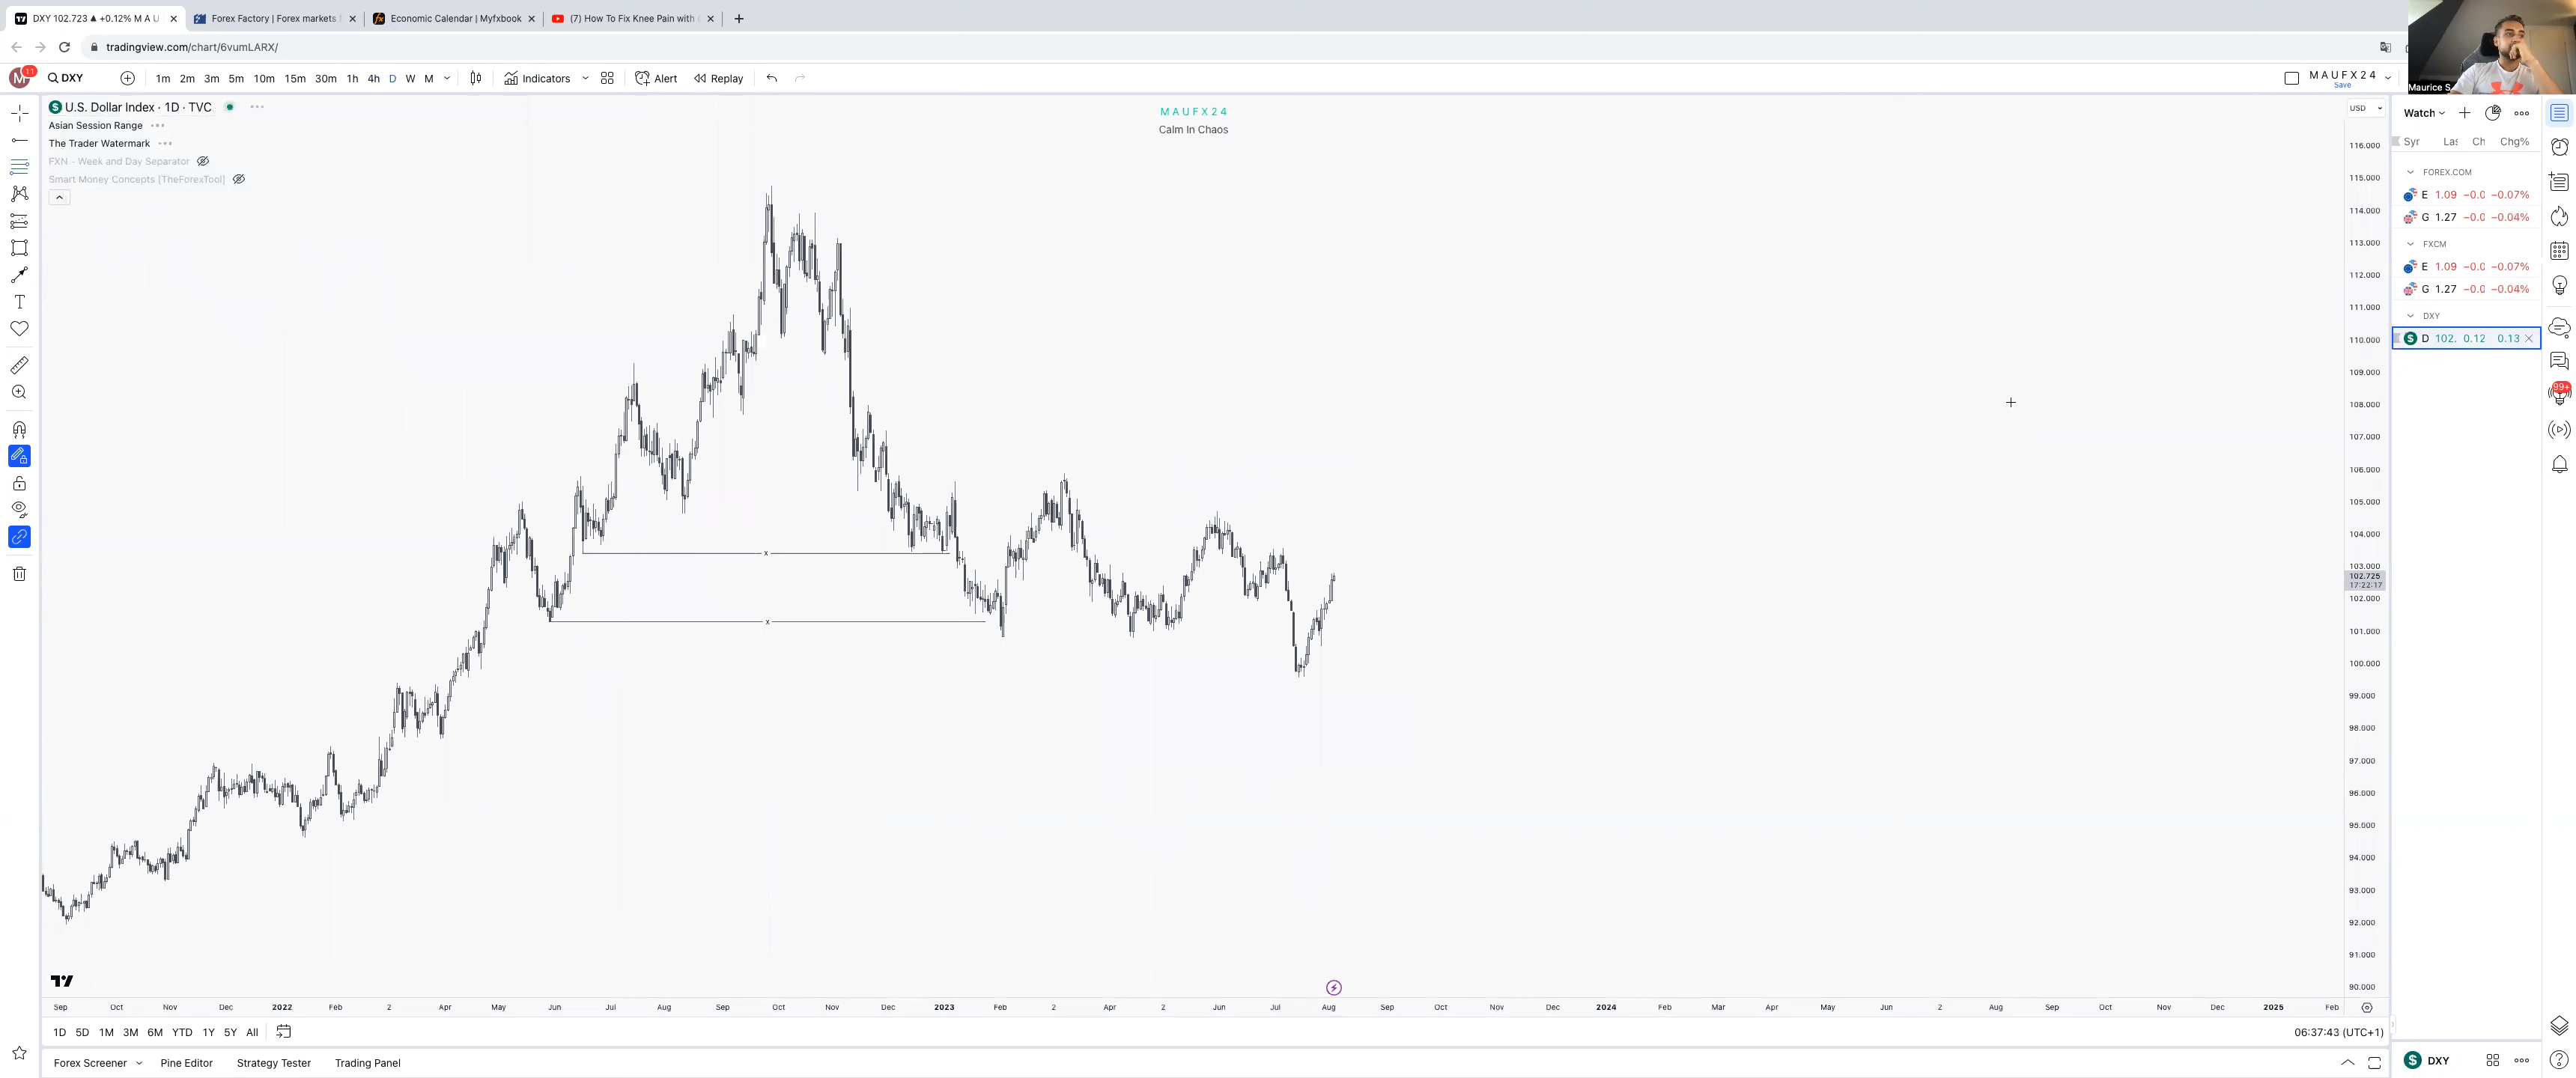 DXY 102.723 ▲ +0.12% M A U
Forex Factory | Forex markets f
Economic Calendar | Myfxbook
(7) How To Fix Knee Pain with
tradingview.com/chart/6vumLARX/
M 11 DXY 1m 2m 3m 5m 10m 15m 30m 1h 4h D W M Indicators Alert Replay M A U F X 2 4
Save
Maurice S.
U.S. Dollar Index · 1D · TVC
Asian Session Range
The Trader Watermark
FXN - Week and Day Separator
Smart Money Concepts [TheForexTool]
M A U F X 2 4
Calm In Chaos
x
x
USD
116.000
115.000
114.000
113.000
112.000
111.000
110.000
109.000
108.000
107.000
106.000
105.000
104.000
103.000
102.725
17:22:17
102.000
101.000
100.000
99.000
98.000
97.000
96.000
95.000
94.000
93.000
92.000
91.000
90.000
Sep Oct Nov Dec 2022 Feb 2 Apr May Jun Jul Aug Sep Oct Nov Dec 2023 Feb 2 Apr 2 Jun Jul Aug Sep Oct Nov Dec 2024 Feb Mar Apr May Jun 2 Aug Sep Oct Nov Dec 2025 Feb
1D 5D 1M 3M 6M YTD 1Y 5Y All
06:37:43 (UTC+1)
Forex Screener Pine Editor Strategy Tester Trading Panel
Watch
Syr Las Ch Chg%
FOREX.COM
E 1.09 −0.0 −0.07%
G 1.27 −0.0 −0.04%
FXCM
E 1.09 −0.0 −0.07%
G 1.27 −0.0 −0.04%
DXY
D 102. 0.12 0.13
99+
DXY